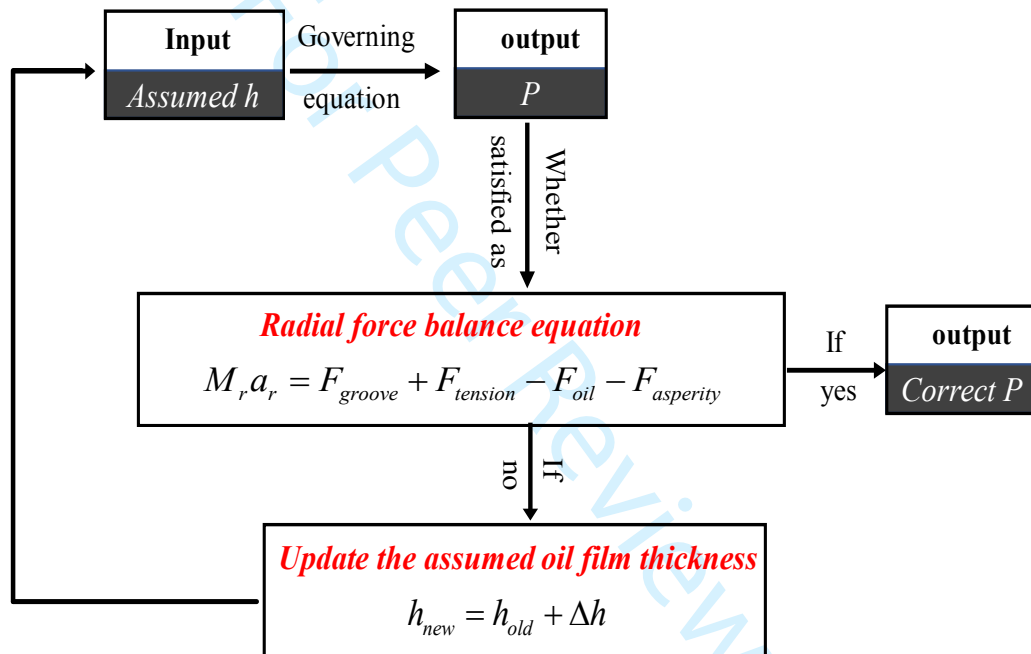 Input
Assumed h
Governing
equation
output
P
Whether
satisfied as
Radial force balance equation
M_r a_r = F_groove + F_tension − F_oil − F_asperity
If
yes
output
Correct P
If
no
Update the assumed oil film thickness
h_new = h_old + Δh
For Peer Review